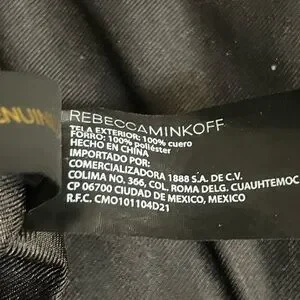 ENUIN
REBECCAMINKOFF
TELA EXTERIOR: 100% cuero
FORRO: 100% poliéster
HECHO EN CHINA
IMPORTADO POR:
COMERCIALIZADORA 1888 S.A. DE C.V.
COLIMA NO. 366, COL. ROMA DELG. CUAUHTEMOC
CP 06700 CIUDAD DE MEXICO, MEXICO
R.F.C. CMO101104D21